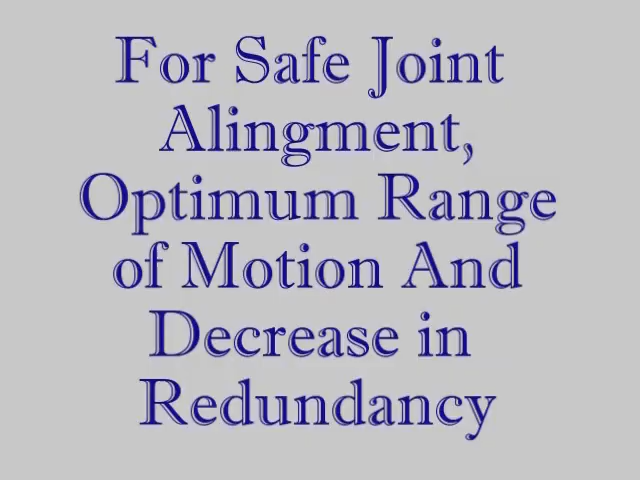 For Safe Joint
Alingment,
Optimum Range
of Motion And
Decrease in
Redundancy